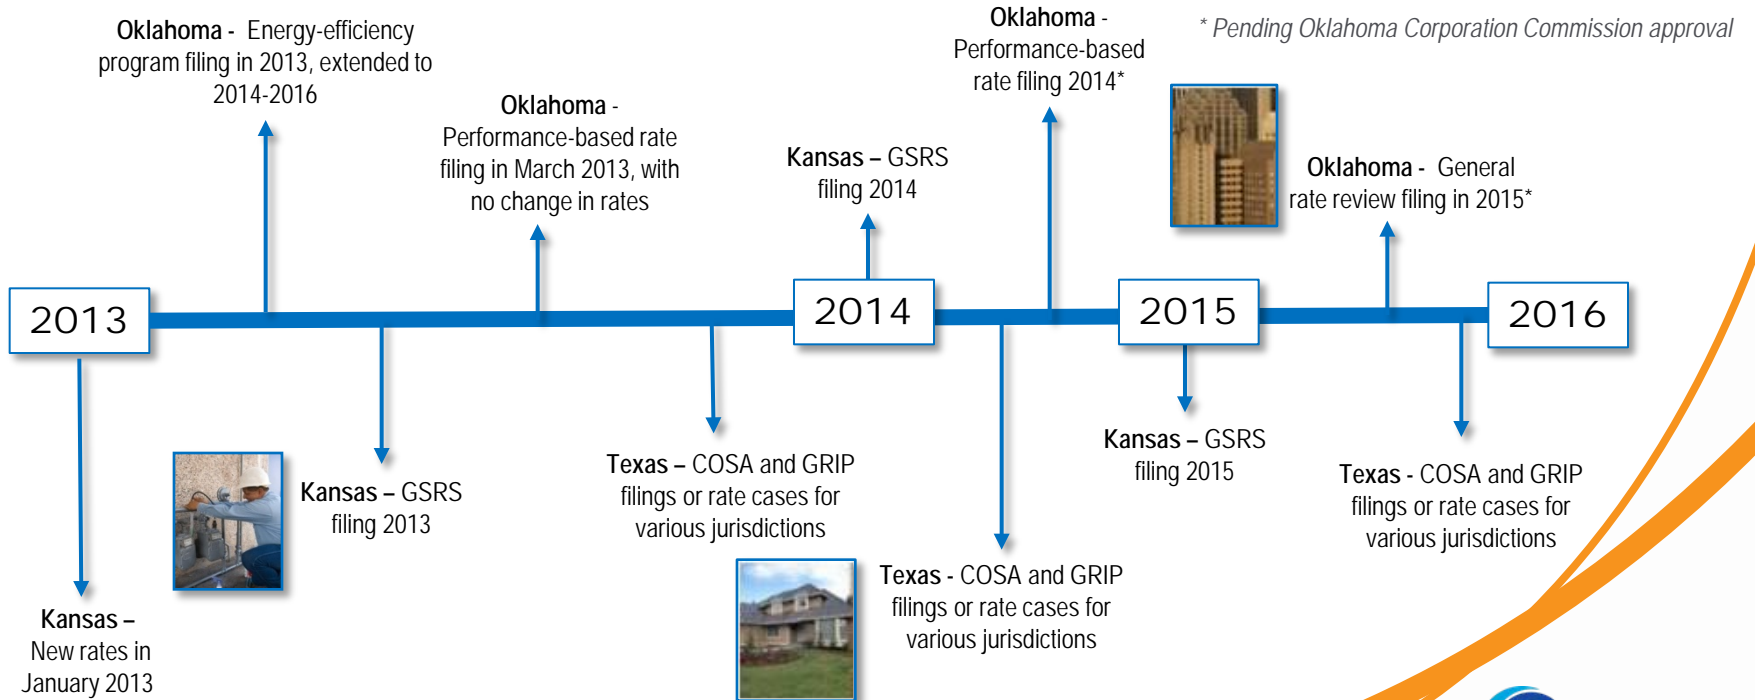 Oklahoma - Energy-efficiency
program filing in 2013, extended to
2014-2016
Oklahoma -
Performance-based rate
filing in March 2013, with
no change in rates
Kansas – GSRS
filing 2014
Oklahoma -
Performance-based
rate filing 2014*
* Pending Oklahoma Corporation Commission approval
Oklahoma - General
rate review filing in 2015*
2013
2014
2015
2016
Kansas –
New rates in
January 2013
Kansas – GSRS
filing 2013
Texas – COSA and GRIP
filings or rate cases for
various jurisdictions
Texas - COSA and GRIP
filings or rate cases for
various jurisdictions
Kansas – GSRS
filing 2015
Texas - COSA and GRIP
filings or rate cases for
various jurisdictions